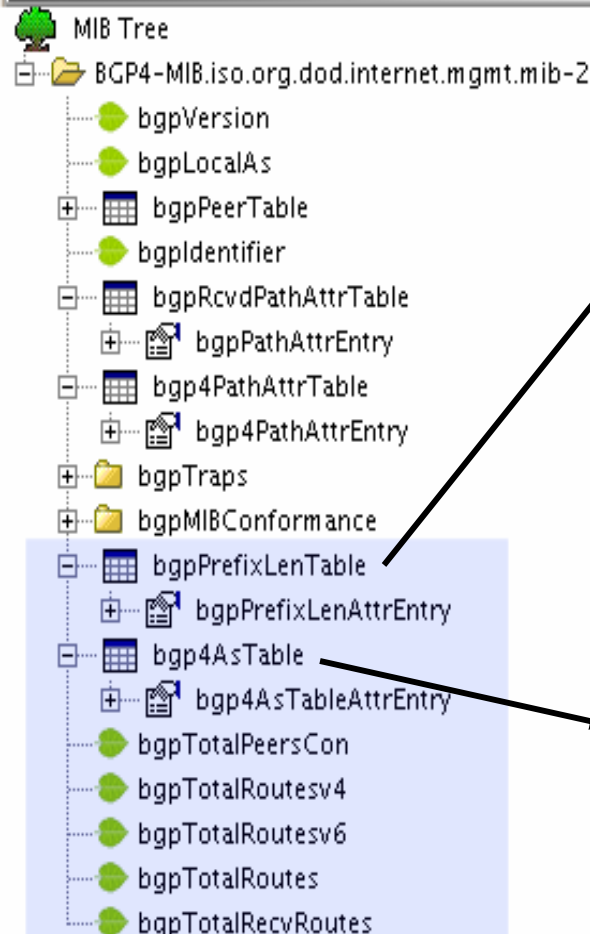 MIB Tree
BGP4-MIB.iso.org.dod.internet.mgmt.mib-2
bgpVersion
bgpLocalAs
bgpPeerTable
bgpIdentifier
bgpRcvdPathAttrTable
bgpPathAttrEntry
bgp4PathAttrTable
bgp4PathAttrEntry
bgpTraps
bgpMIBConformance
bgpPrefixLenTable
bgpPrefixLenAttrEntry
bgp4AsTable
bgp4AsTableAttrEntry
bgpTotalPeersCon
bgpTotalRoutesv4
bgpTotalRoutesv6
bgpTotalRoutes
bgpTotalRecvRoutes